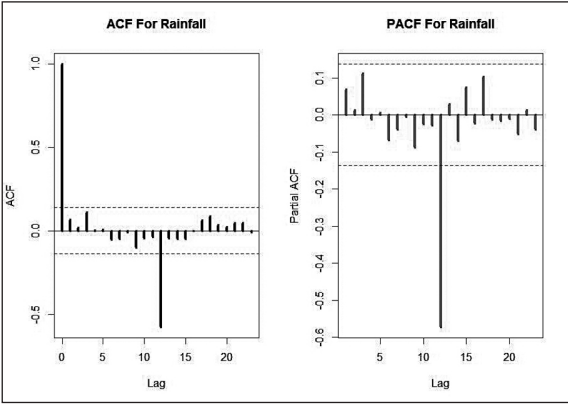 ACF For Rainfall
ACF
1.0
0.5
0.0
-0.5
0 5 10 15 20
Lag
PACF For Rainfall
Partial ACF
0.1
0.0
-0.1
-0.2
-0.3
-0.4
-0.5
-0.6
5 10 15 20
Lag